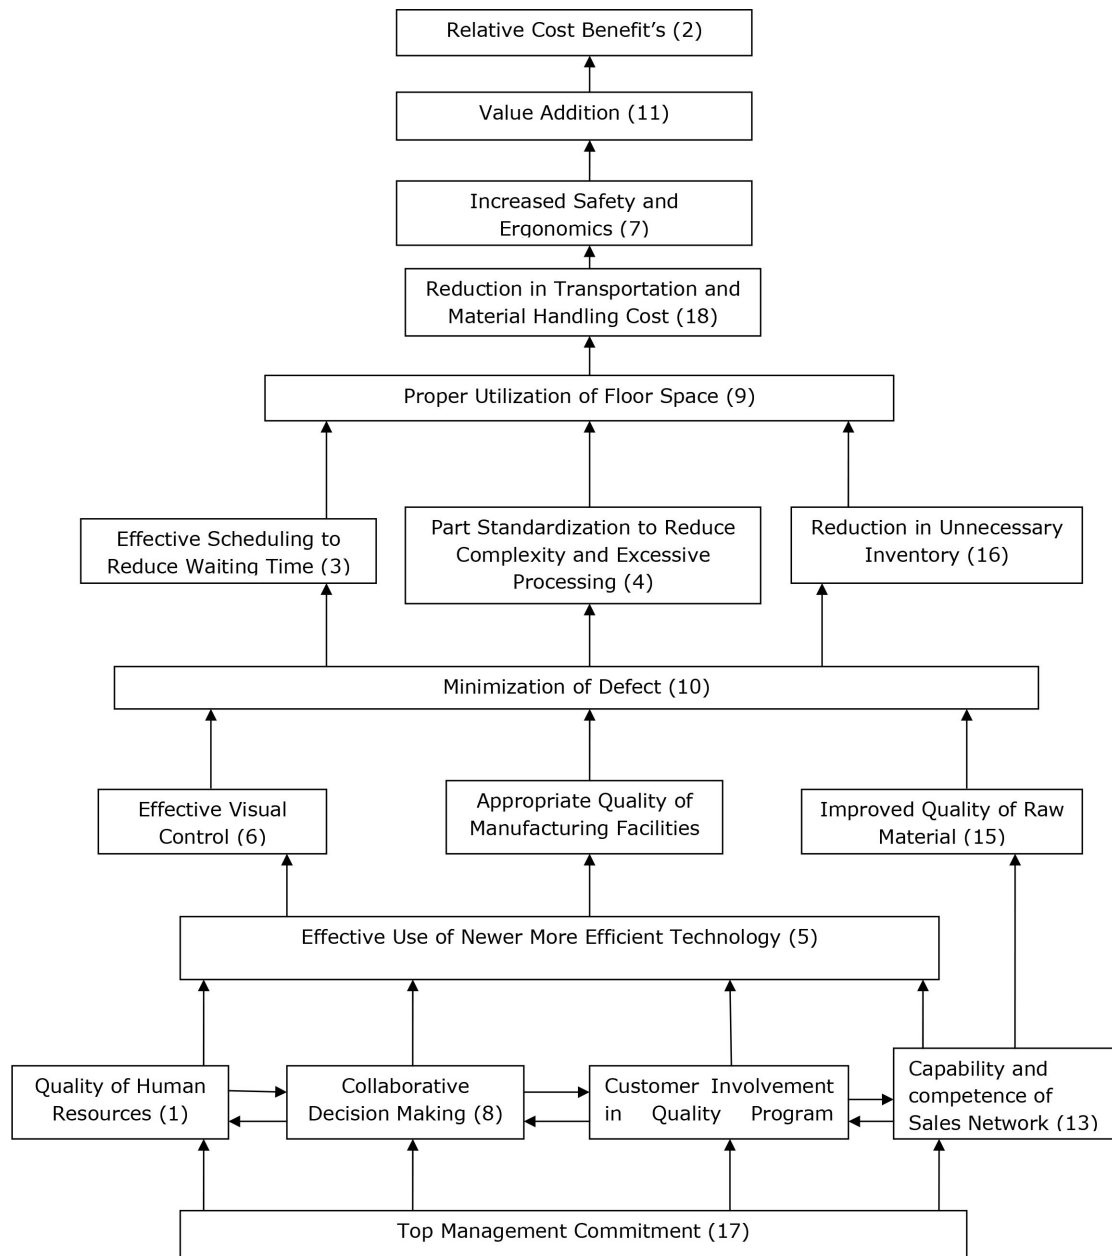 Relative Cost Benefit's (2)
Value Addition (11)
Increased Safety and
Ergonomics (7)
Reduction in Transportation and
Material Handling Cost (18)
Proper Utilization of Floor Space (9)
Effective Scheduling to
Reduce Waiting Time (3)
Part Standardization to Reduce
Complexity and Excessive
Processing (4)
Reduction in Unnecessary
Inventory (16)
Minimization of Defect (10)
Effective Visual
Control (6)
Appropriate Quality of
Manufacturing Facilities
Improved Quality of Raw
Material (15)
Effective Use of Newer More Efficient Technology (5)
Quality of Human
Resources (1)
Collaborative
Decision Making (8)
Customer Involvement
in Quality Program
Capability and
competence of
Sales Network (13)
Top Management Commitment (17)